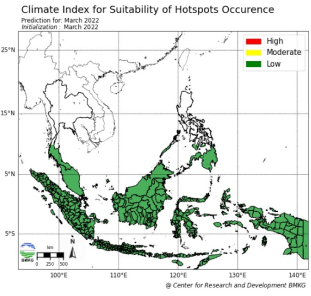 Climate Index for Suitability of Hotspots Occurence
Prediction for: March 2022
Initialization : March 2022
High
Moderate
Low
25°N
15°N
5°N
5°S
BMKG
km
0 250 500
N
100°E 110°E 120°E 130°E 140°E
@ Center for Research and Development BMKG